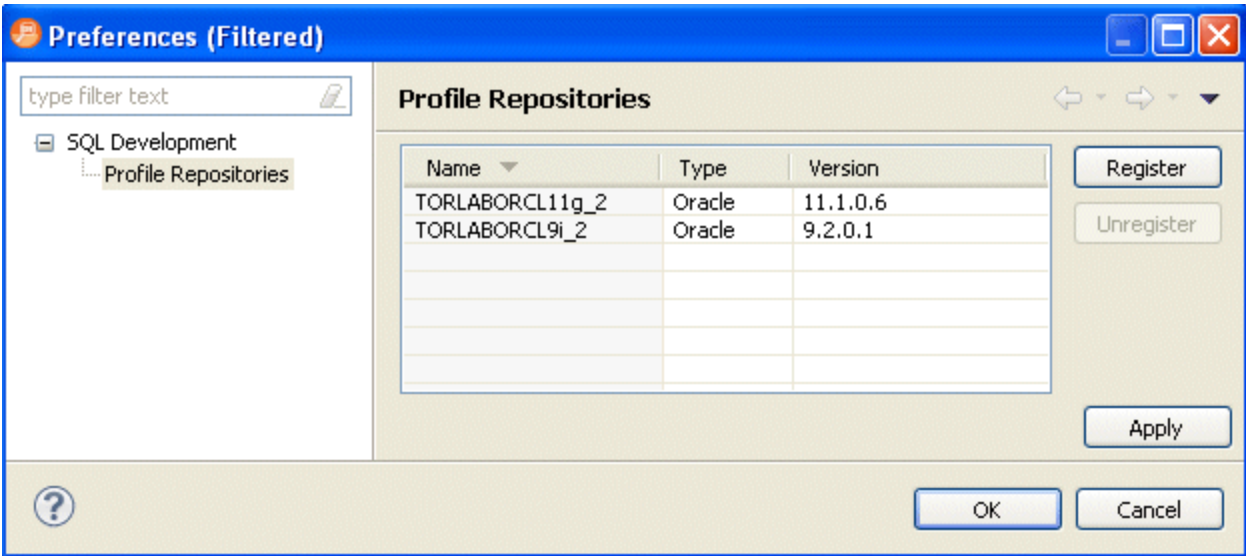 Preferences (Filtered)
type filter text
SQL Development
Profile Repositories
Profile Repositories
Name Type Version
TORLABORCL11g_2 Oracle 11.1.0.6
TORLABORCL9i_2 Oracle 9.2.0.1
Register
Unregister
Apply
?
OK Cancel